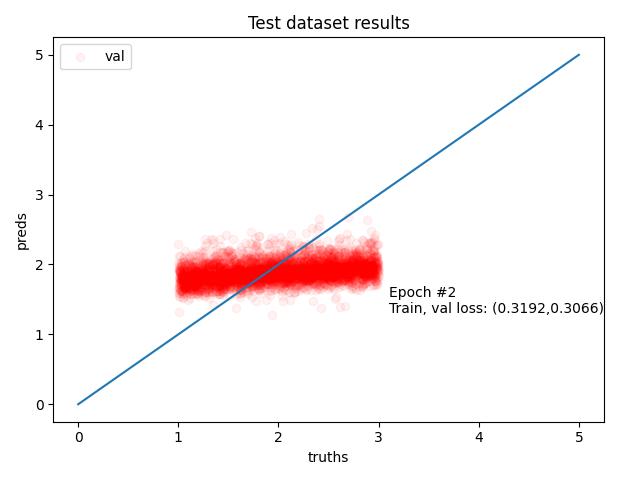 Test dataset results
val
5
4
3
2
1
0
preds
Epoch #2
Train, val loss: (0.3192,0.3066)
0 1 2 3 4 5
truths